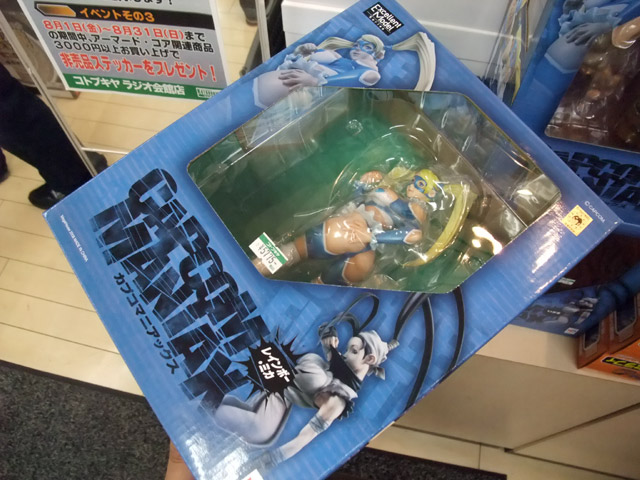 イベントその3
8月1日(金)~8月31日(日)まで
の期間中、アーマード・コア関連商品
3000円以上お買い上げで
非売品ステッカーをプレゼント!
コトブキヤ ラジオ会館店
Excellent
Model
CAPCOM
MANIAX
カプコマニアックス
レインボー
・ミカ
©CAPCOM